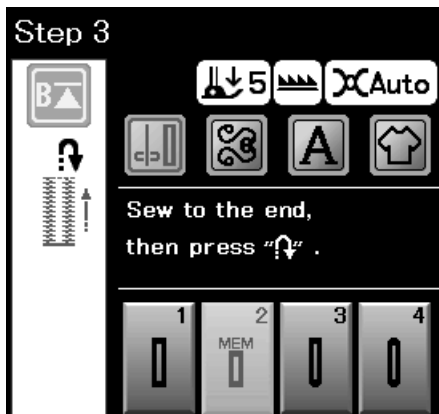 Step 3
B
5
Auto
A
Sew to the end,
then press "" .
1
2
3
4
MEM